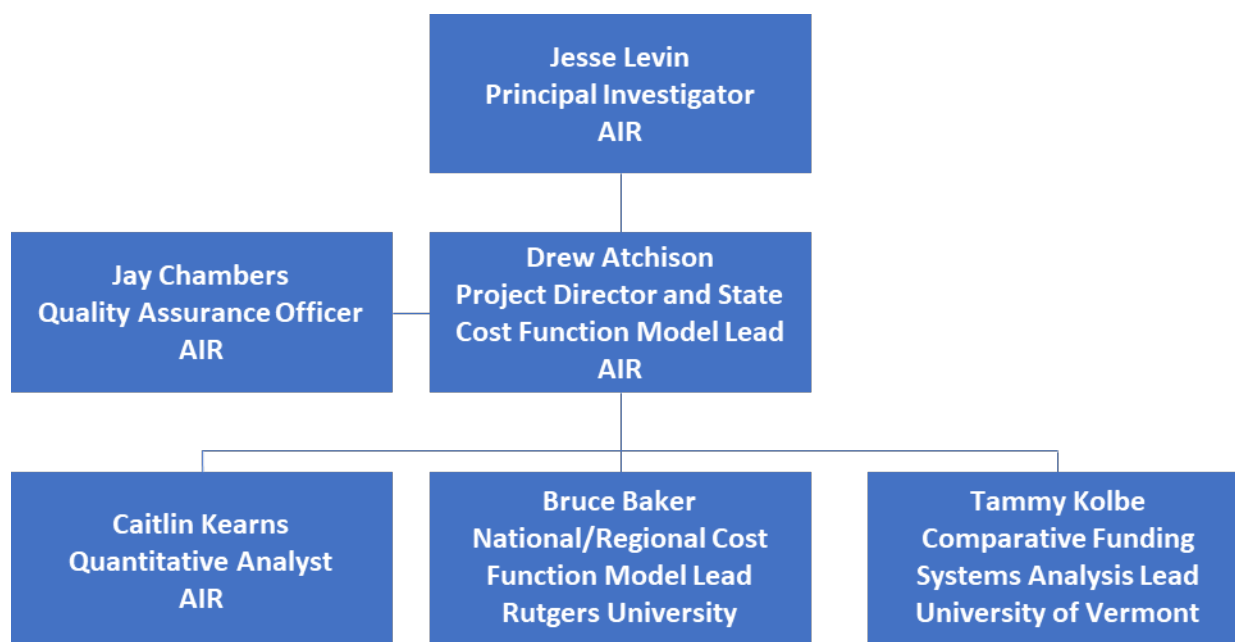 Jesse Levin
Principal Investigator
AIR
Jay Chambers
Quality Assurance Officer
AIR
Drew Atchison
Project Director and State
Cost Function Model Lead
AIR
Caitlin Kearns
Quantitative Analyst
AIR
Bruce Baker
National/Regional Cost
Function Model Lead
Rutgers University
Tammy Kolbe
Comparative Funding
Systems Analysis Lead
University of Vermont